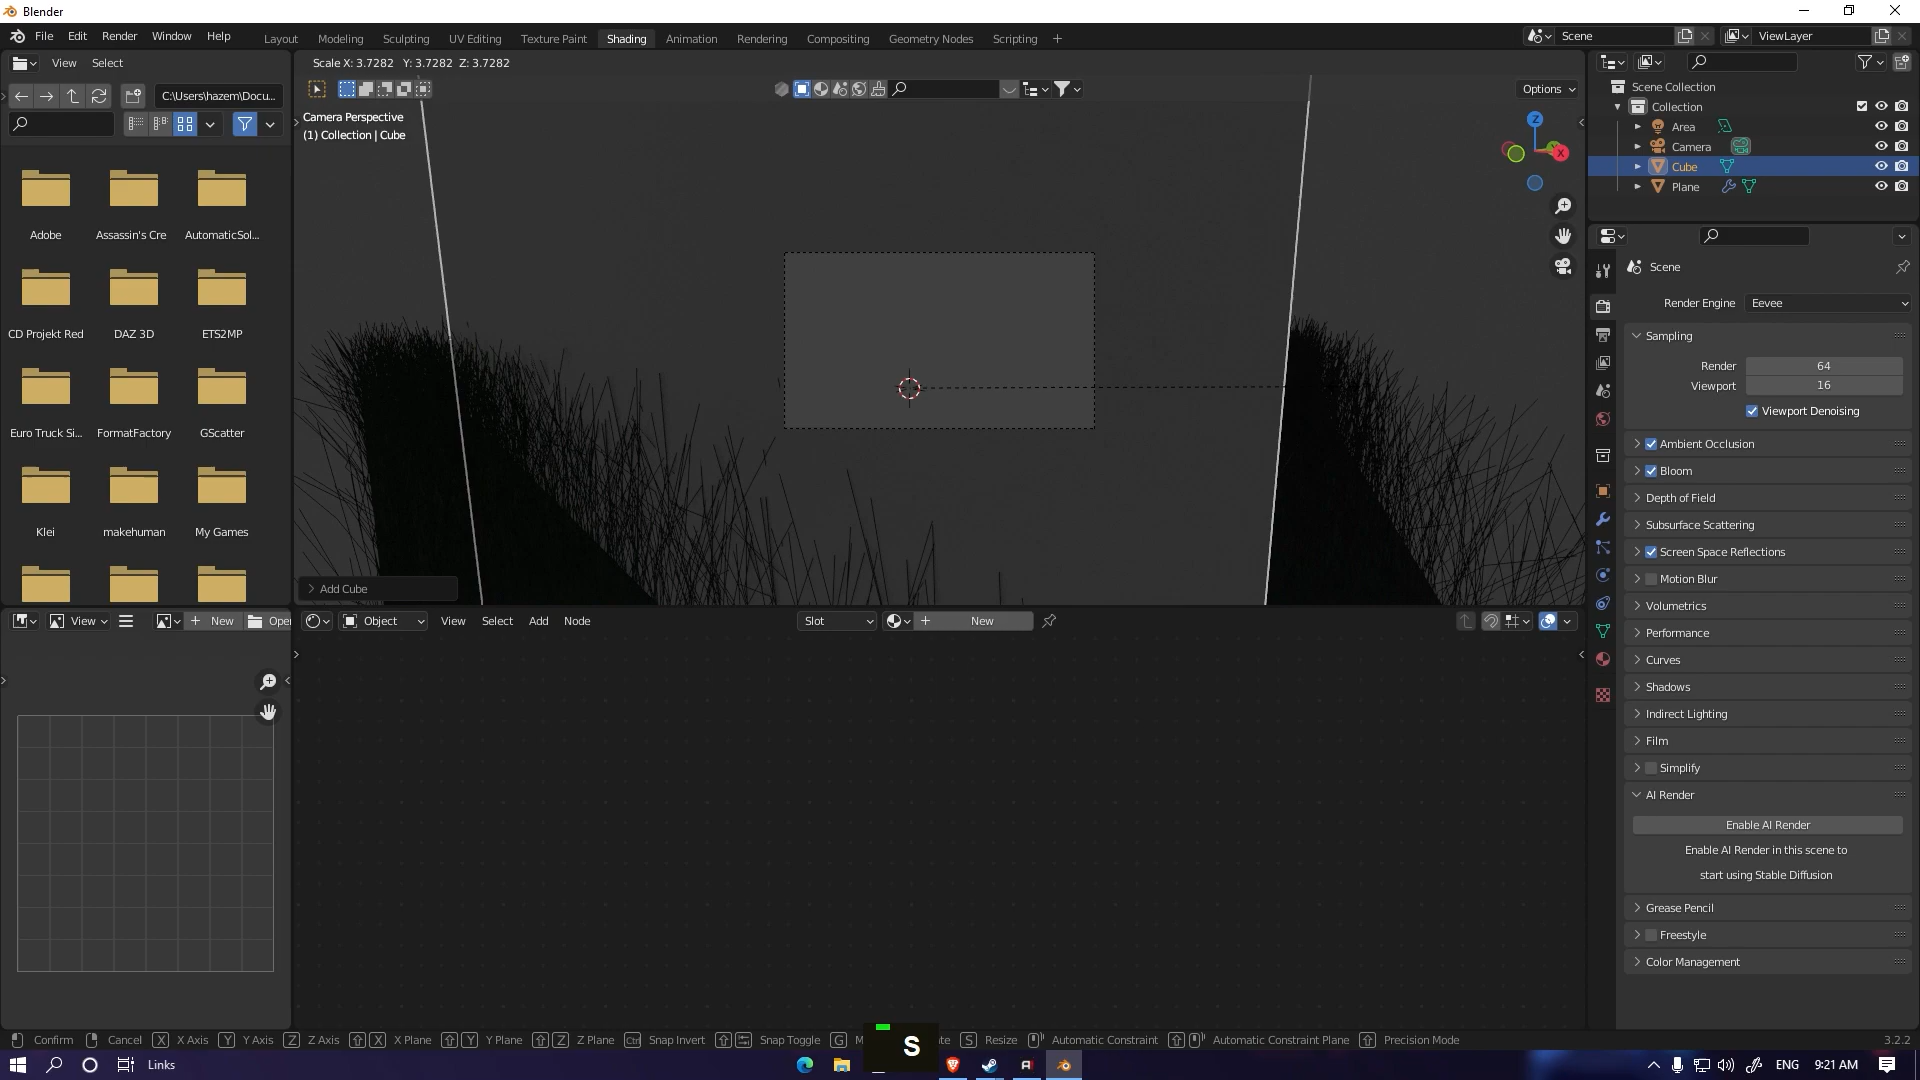 Blender
File Edit Render Window Help
Layout Modeling Sculpting UV Editing Texture Paint Shading Animation Rendering Compositing Geometry Nodes Scripting
Scene
ViewLayer
View Select
Scale X: 3.7282 Y: 3.7282 Z: 3.7282
C:\Users\hazem\Docu...
Options
Camera Perspective
(1) Collection | Cube
Z
X
Scene Collection
Collection
Area
Camera
Cube
Plane
Adobe
Assassin's Cre
AutomaticSol...
CD Projekt Red
DAZ 3D
ETS2MP
Euro Truck Si...
FormatFactory
GScatter
Klei
makehuman
My Games
Scene
Render Engine Eevee
Sampling
Render 64
Viewport 16
Viewport Denoising
Ambient Occlusion
Bloom
Depth of Field
Subsurface Scattering
Screen Space Reflections
Motion Blur
Volumetrics
Performance
Curves
Shadows
Indirect Lighting
Film
Simplify
AI Render
Enable AI Render
Enable AI Render in this scene to
start using Stable Diffusion
Grease Pencil
Freestyle
Color Management
Add Cube
View New Open
Object View Select Add Node Slot New
Confirm Cancel X X Axis Y Y Axis Z Z Axis X X Plane Y Y Plane Z Z Plane Ctrl Snap Invert Snap Toggle G S Resize Automatic Constraint Automatic Constraint Plane Precision Mode 3.2.2
S
Links
ENG
9:21 AM